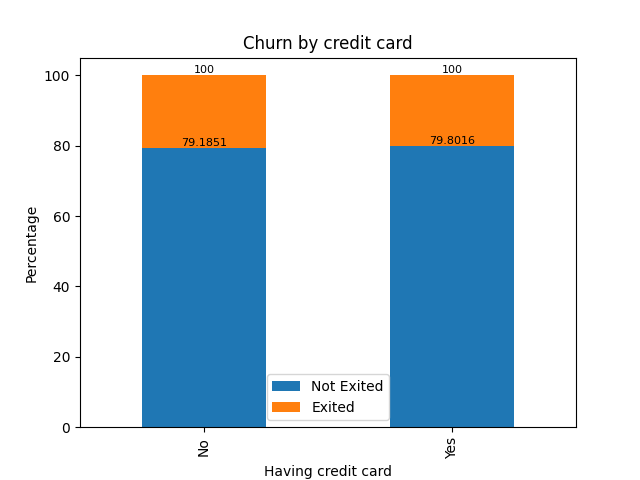 Churn by credit card
100
100
100
79.1851
79.8016
80
60
40
20
0
Percentage
Not Exited
Exited
No
Yes
Having credit card